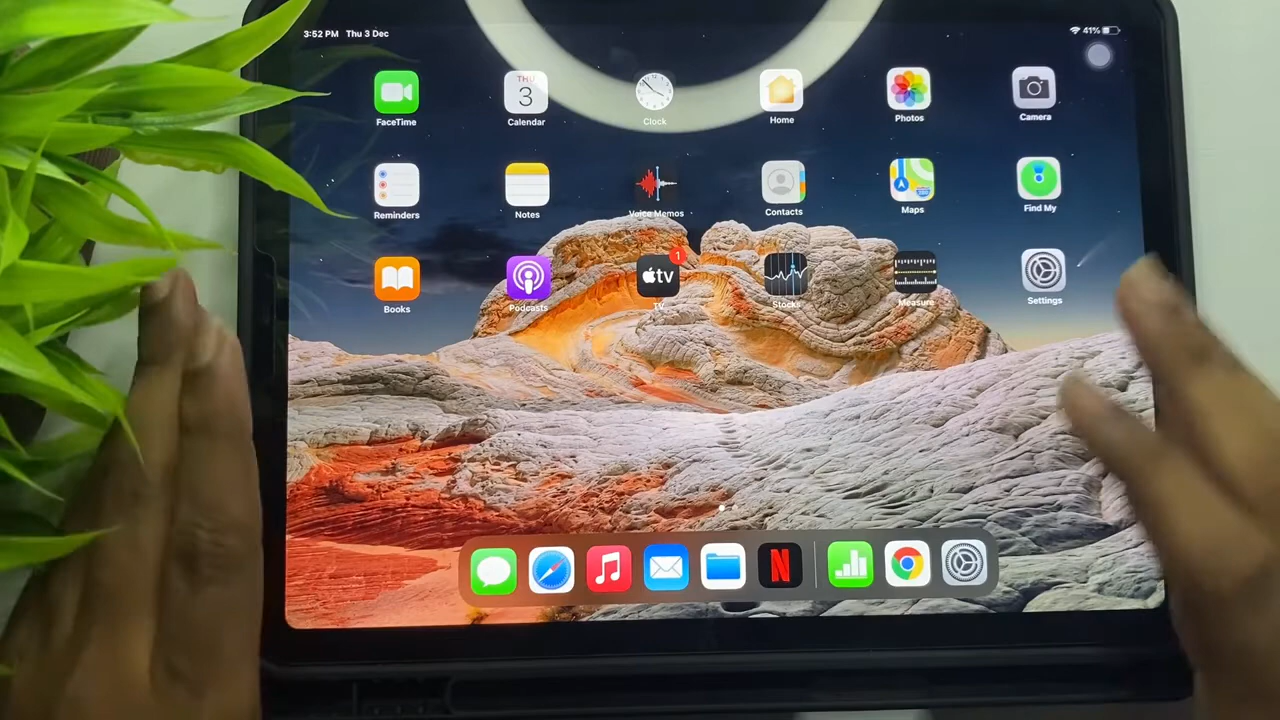 3:52 PM Thu 3 Dec
41%
FaceTime
THU
3
Calendar
Clock
Home
Photos
Camera
Reminders
Notes
Voice Memos
Contacts
Maps
Find My
1
tv
Books
Podcasts
TV
Stocks
Measure
Settings
N